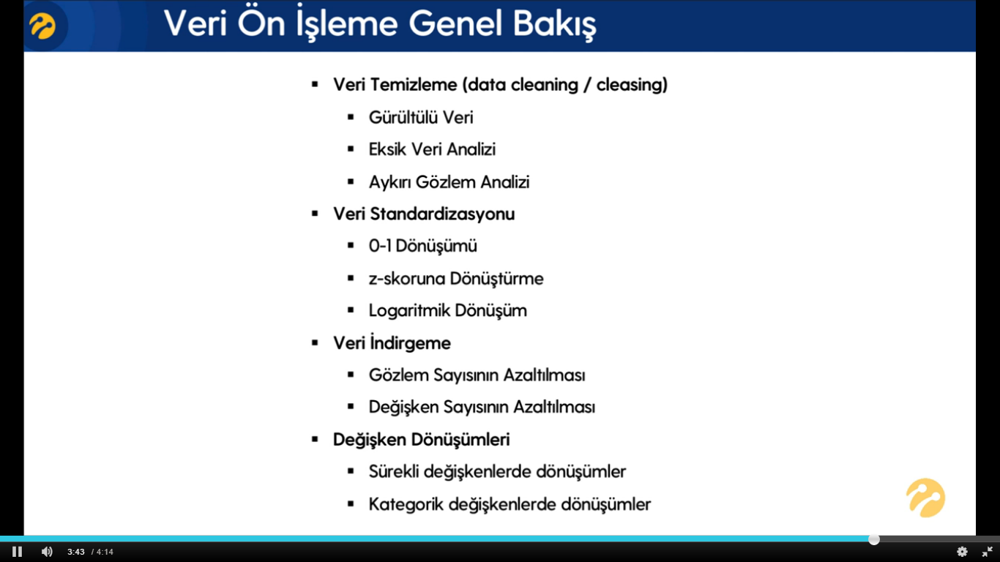 Veri Ön İşleme Genel Bakış
▪ Veri Temizleme (data cleaning / cleasing)
▪ Gürültülü Veri
▪ Eksik Veri Analizi
▪ Aykırı Gözlem Analizi
▪ Veri Standardizasyonu
▪ 0-1 Dönüşümü
▪ z-skoruna Dönüştürme
▪ Logaritmik Dönüşüm
▪ Veri İndirgeme
▪ Gözlem Sayısının Azaltılması
▪ Değişken Sayısının Azaltılması
▪ Değişken Dönüşümleri
▪ Sürekli değişkenlerde dönüşümler
▪ Kategorik değişkenlerde dönüşümler
3:43 / 4:14